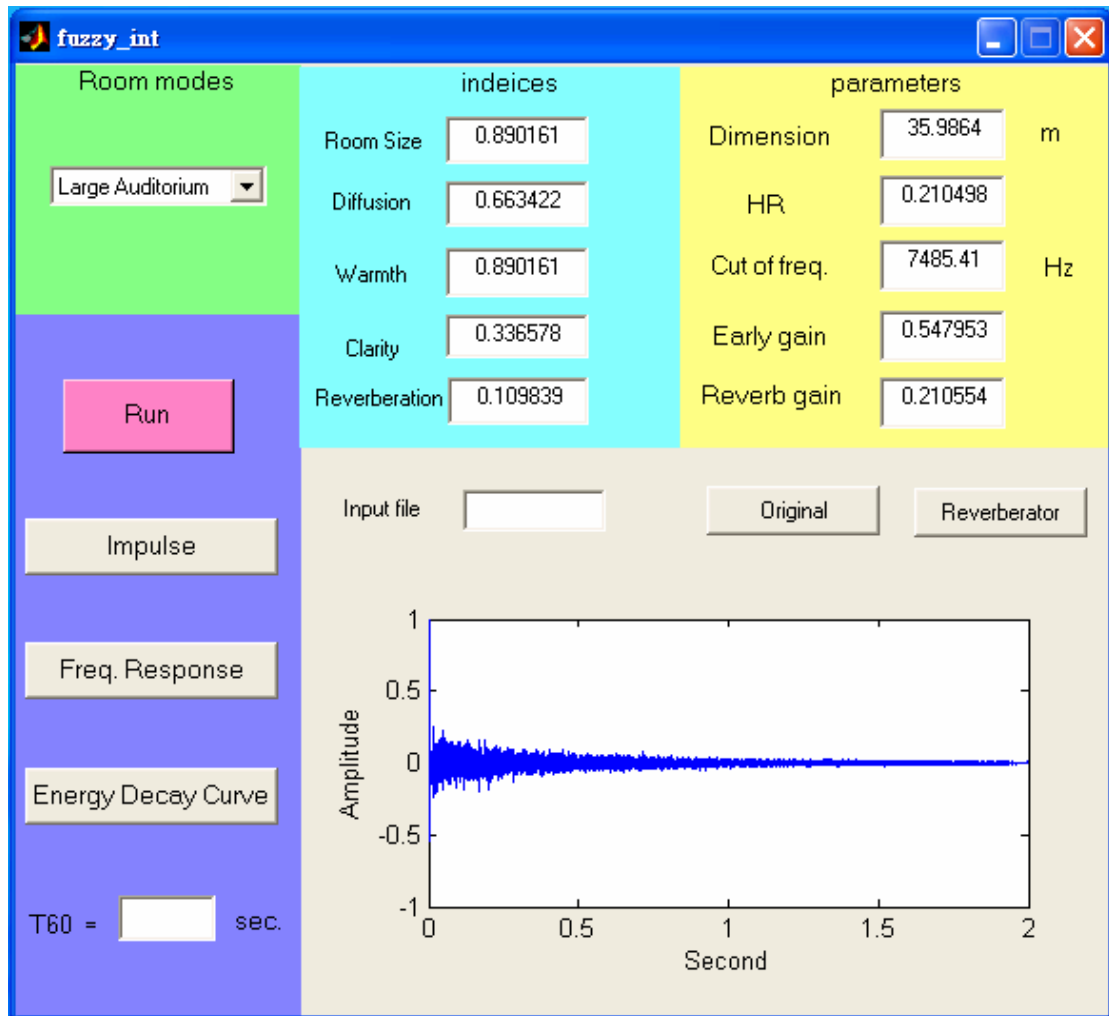 fuzzy_int
Room modes
Large Auditorium
indeices
Room Size 0.890161
Diffusion 0.663422
Warmth 0.890161
Clarity 0.336578
Reverberation 0.109839
parameters
Dimension 35.9864 m
HR 0.210498
Cut of freq. 7485.41 Hz
Early gain 0.547953
Reverb gain 0.210554
Run
Impulse
Freq. Response
Energy Decay Curve
T60 = sec.
Input file
Original
Reverberator
1
0.5
0
-0.5
-1
Amplitude
0 0.5 1 1.5 2
Second